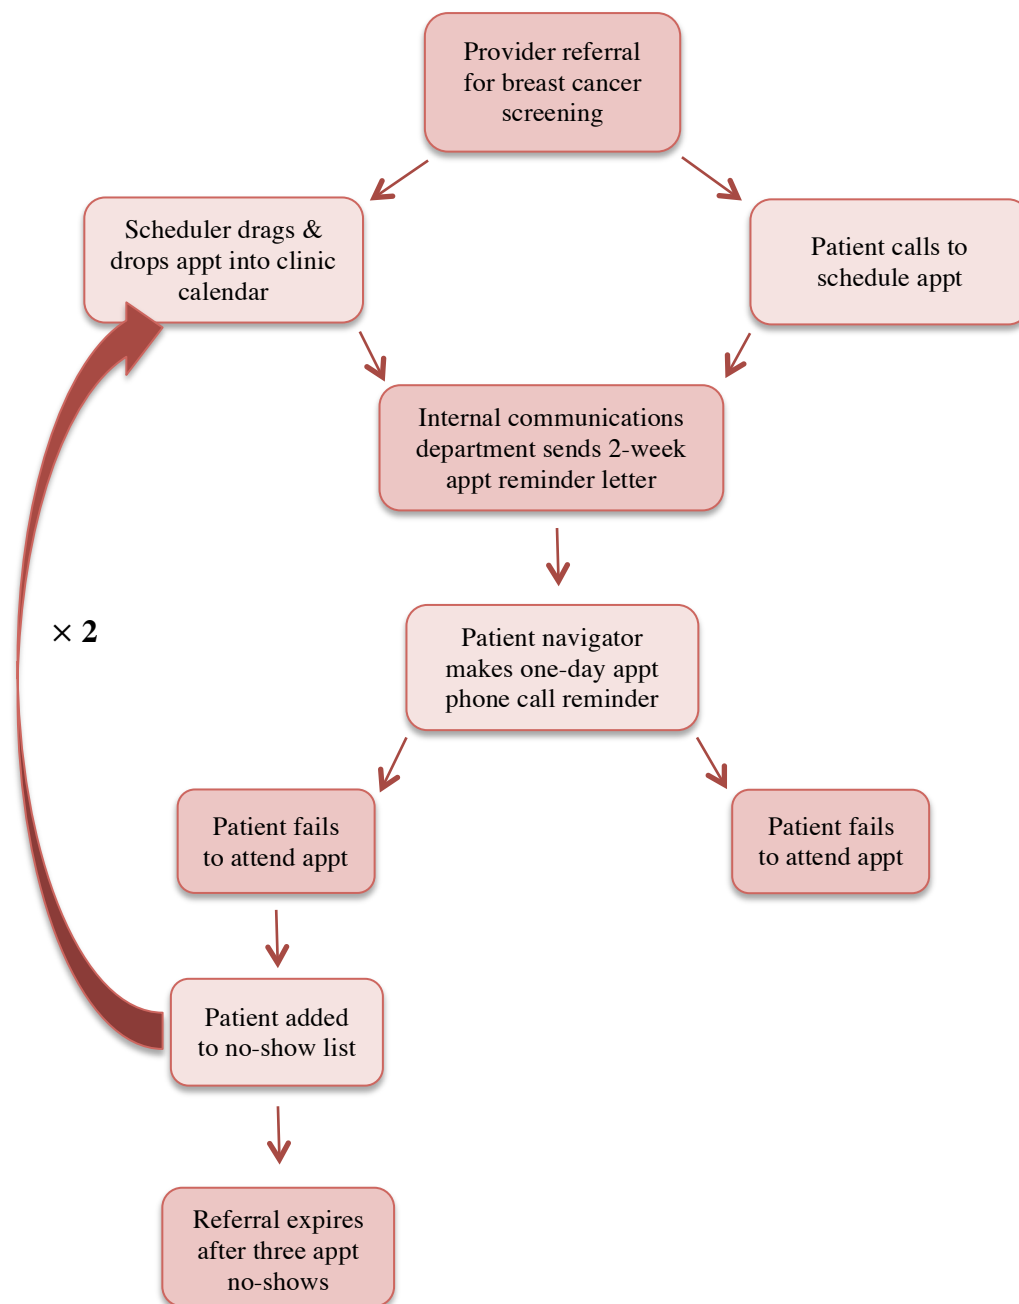 Provider referral
for breast cancer
screening
Scheduler drags &
drops appt into clinic
calendar
Patient calls to
schedule appt
Internal communications
department sends 2-week
appt reminder letter
× 2
Patient navigator
makes one-day appt
phone call reminder
Patient fails
to attend appt
Patient fails
to attend appt
Patient added
to no-show list
Referral expires
after three appt
no-shows